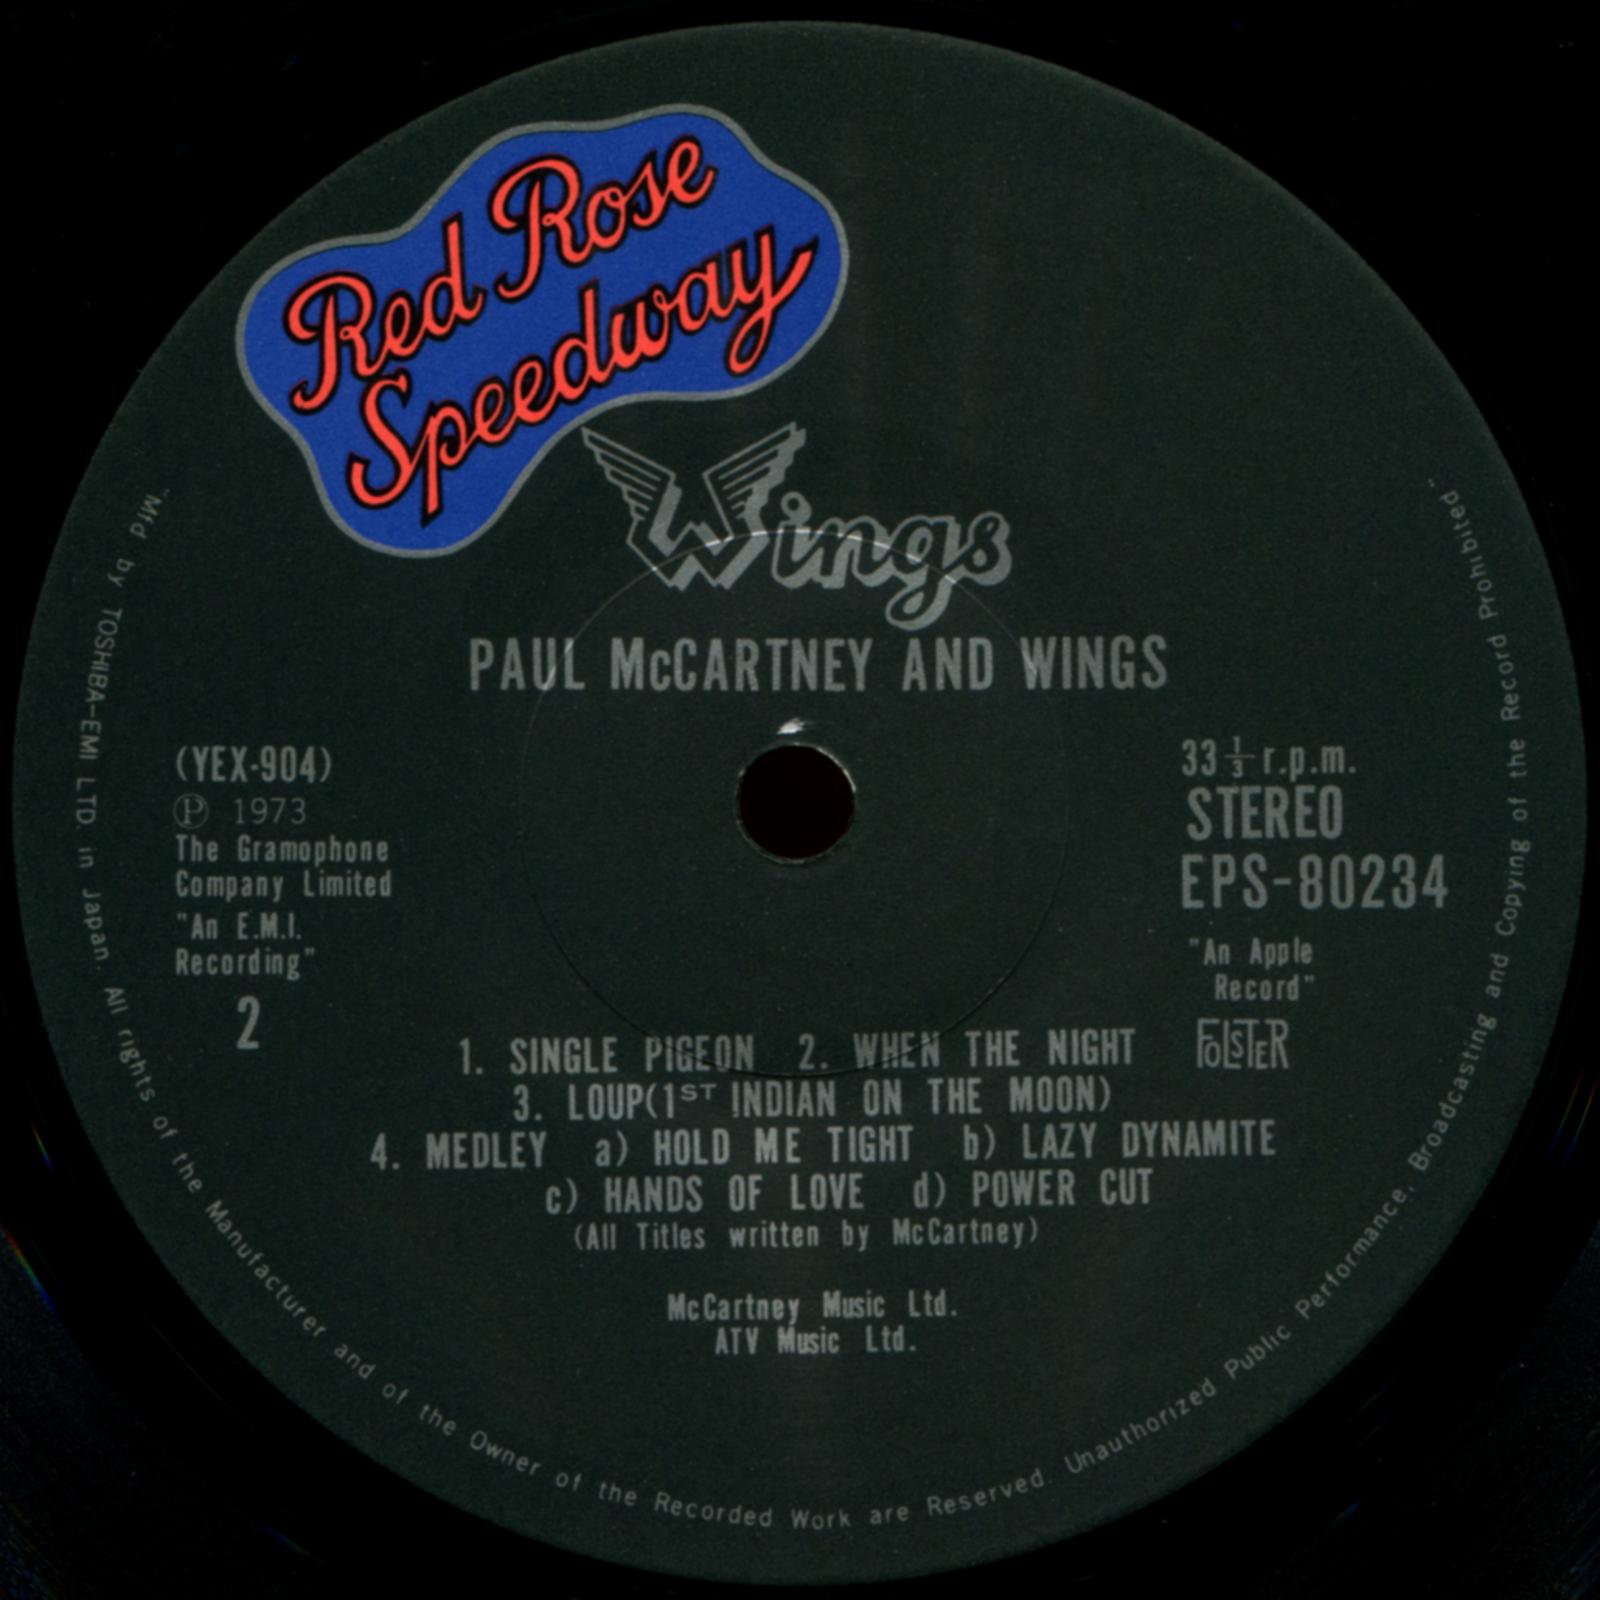 Red Rose
Speedway
Wings
PAUL McCARTNEY AND WINGS
(YEX-904)
Ⓟ 1973
The Gramophone
Company Limited
"An E.M.I.
Recording"
2
33⅓ r.p.m.
STEREO
EPS-80234
"An Apple
Record"
FOLSTER
1. SINGLE PIGEON 2. WHEN THE NIGHT
3. LOUP(1ST INDIAN ON THE MOON)
4. MEDLEY a) HOLD ME TIGHT b) LAZY DYNAMITE
c) HANDS OF LOVE d) POWER CUT
(All Titles written by McCartney)
McCartney Music Ltd.
ATV Music Ltd.
"Mfd by TOSHIBA-EMI LTD. in Japan. All rights of the Manufacturer and of the Owner of the Recorded Work are Reserved. Unauthorized Public Performance, Broadcasting and Copying of the Record Prohibited"